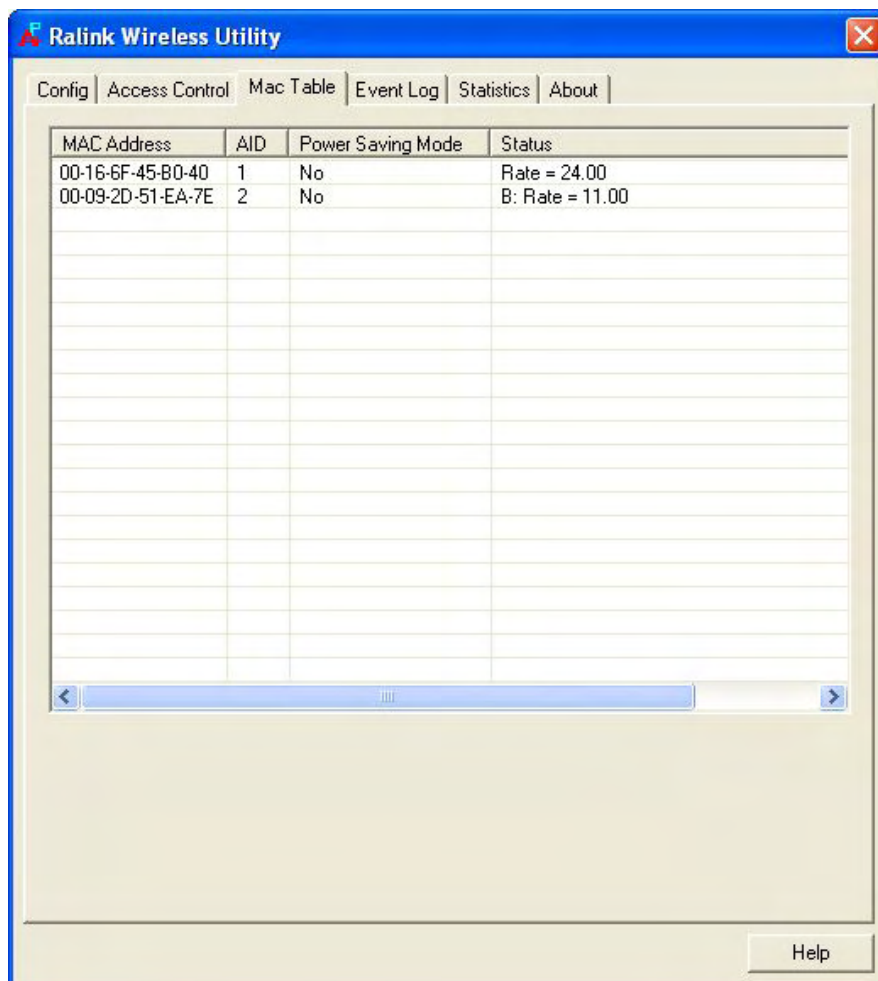 Ralink Wireless Utility
Config Access Control Mac Table Event Log Statistics About
MAC Address AID Power Saving Mode Status
00-16-6F-45-B0-40 1 No Rate = 24.00
00-09-2D-51-EA-7E 2 No B: Rate = 11.00
Help